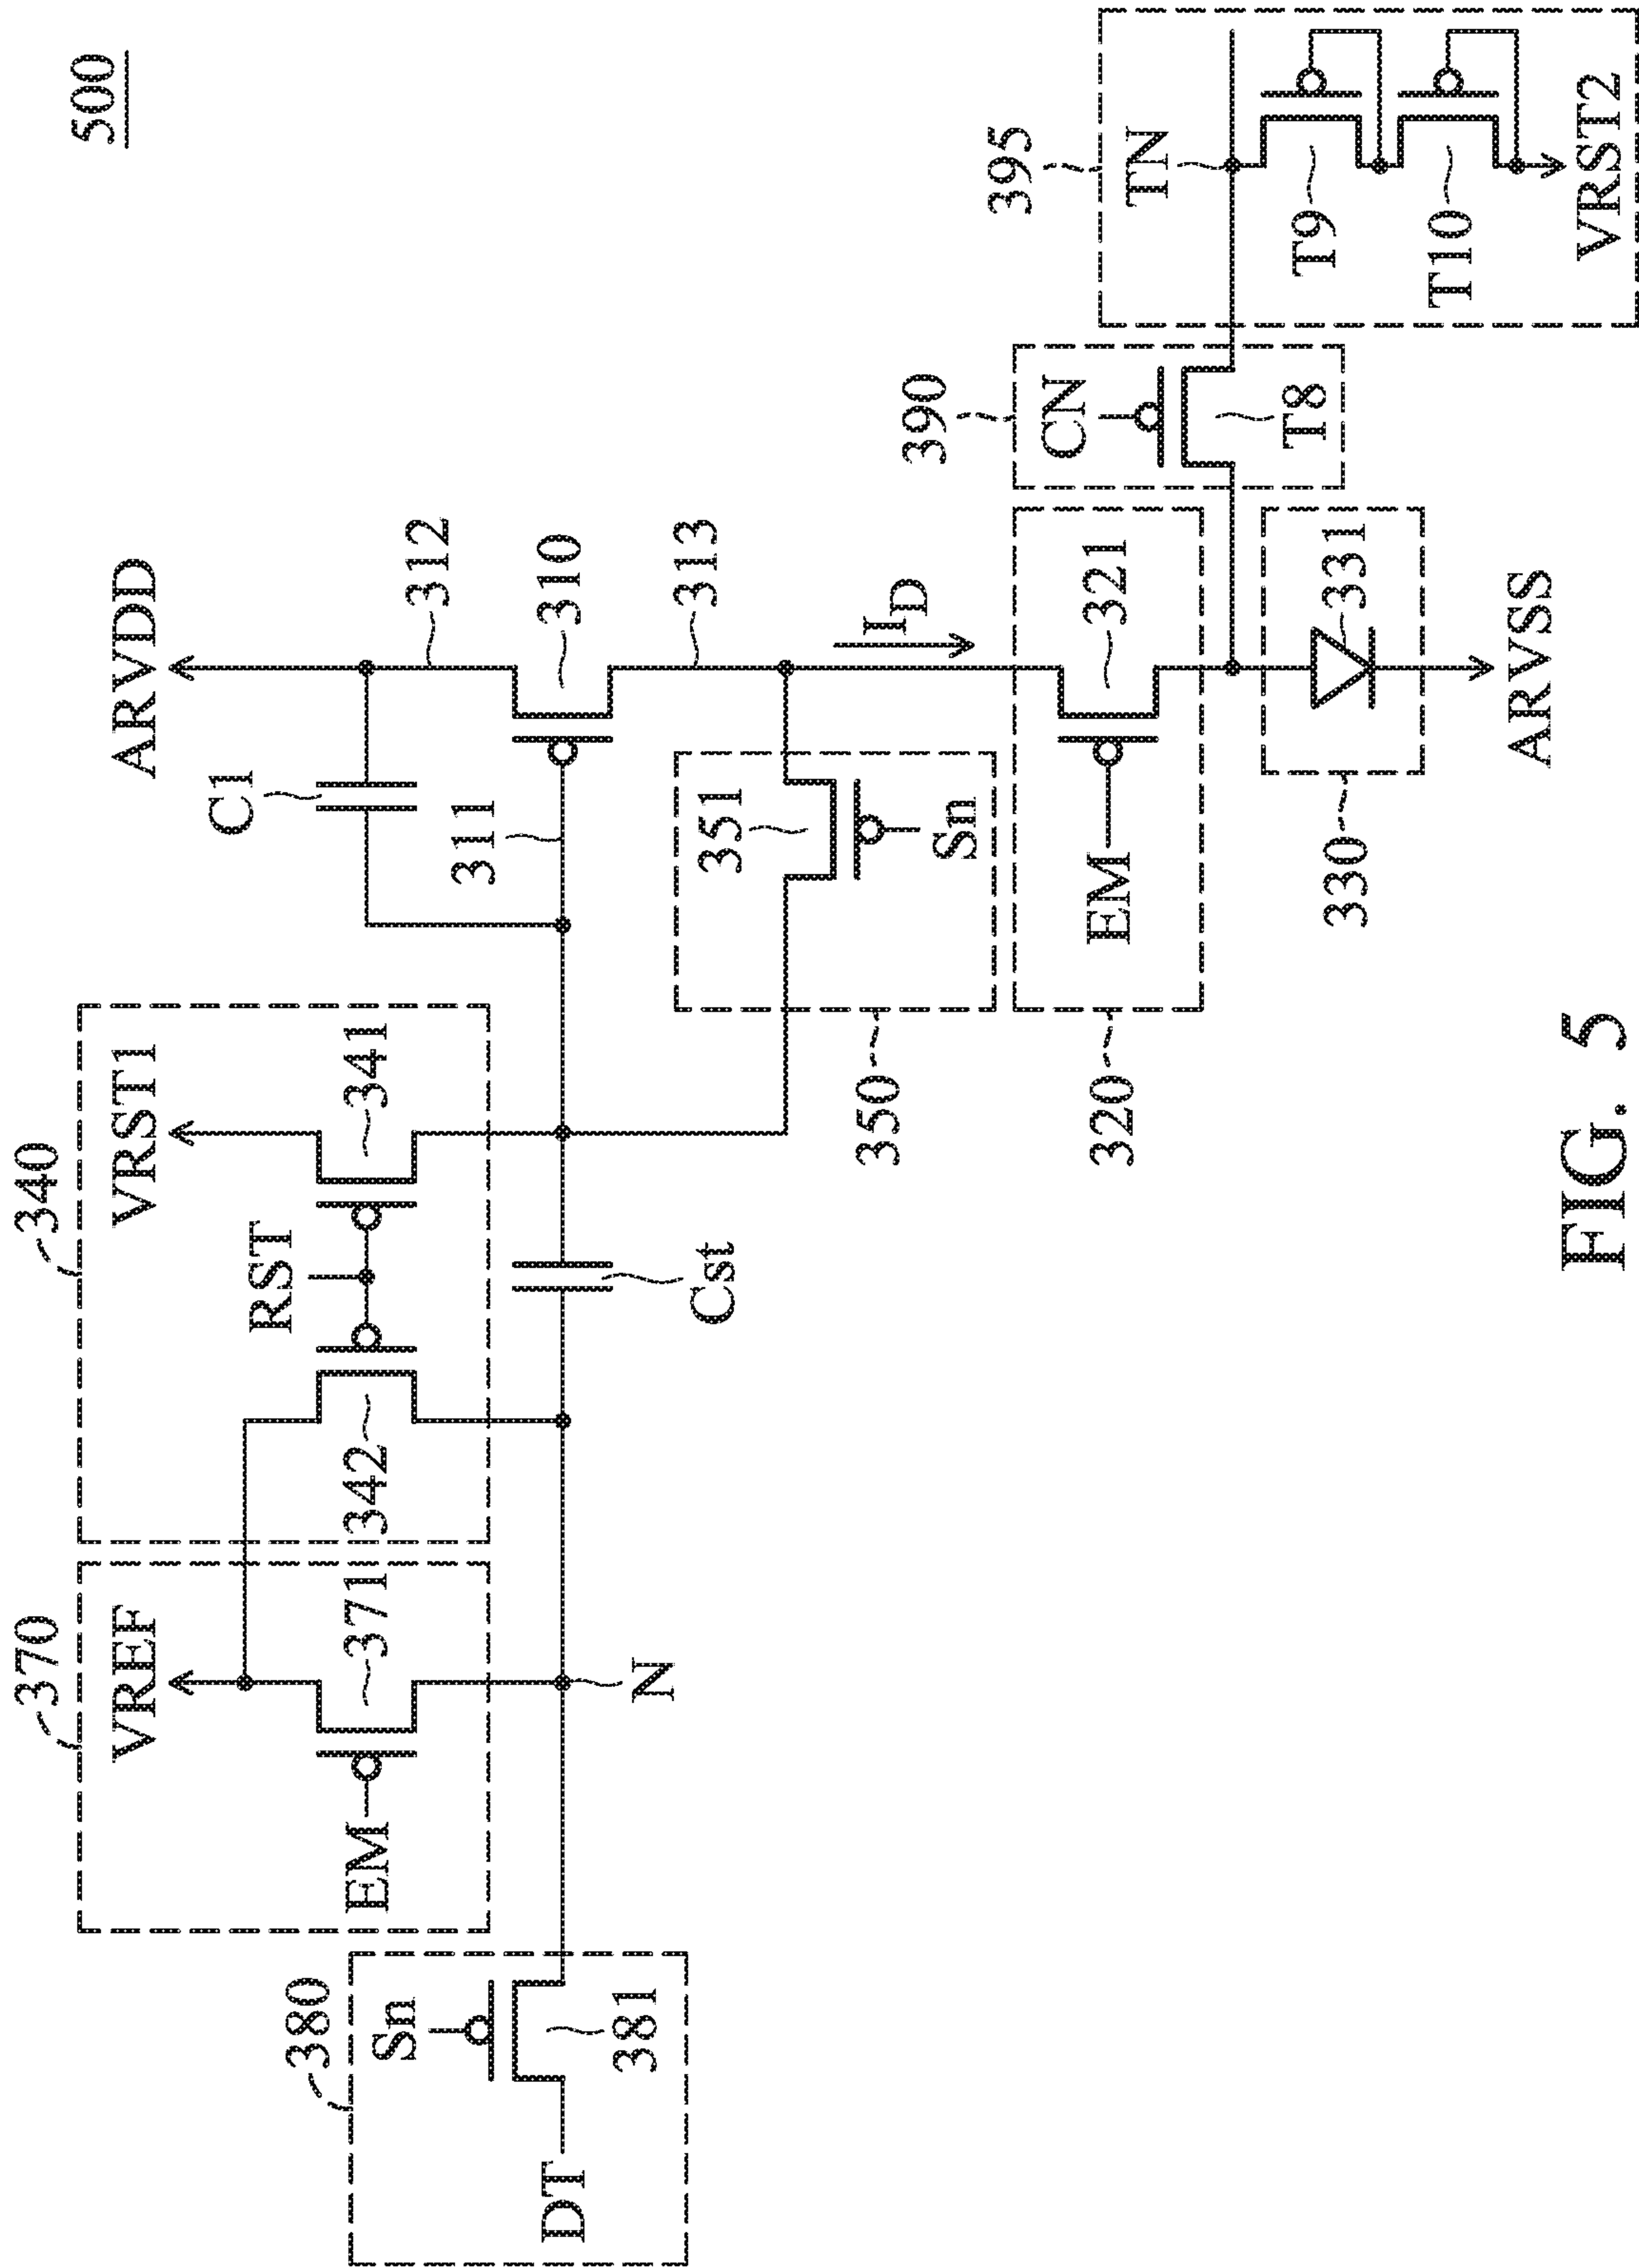 500
370
VREF
EM
371
N
340
VRST1
RST
341
342
Cst
380
Sn
381
DT
ARVDD
C1
312
311
310
313
I_D
351
Sn
350
EM
321
320
331
330
ARVSS
390
CN
T8
395
TN
T9
T10
VRST2
FIG. 5